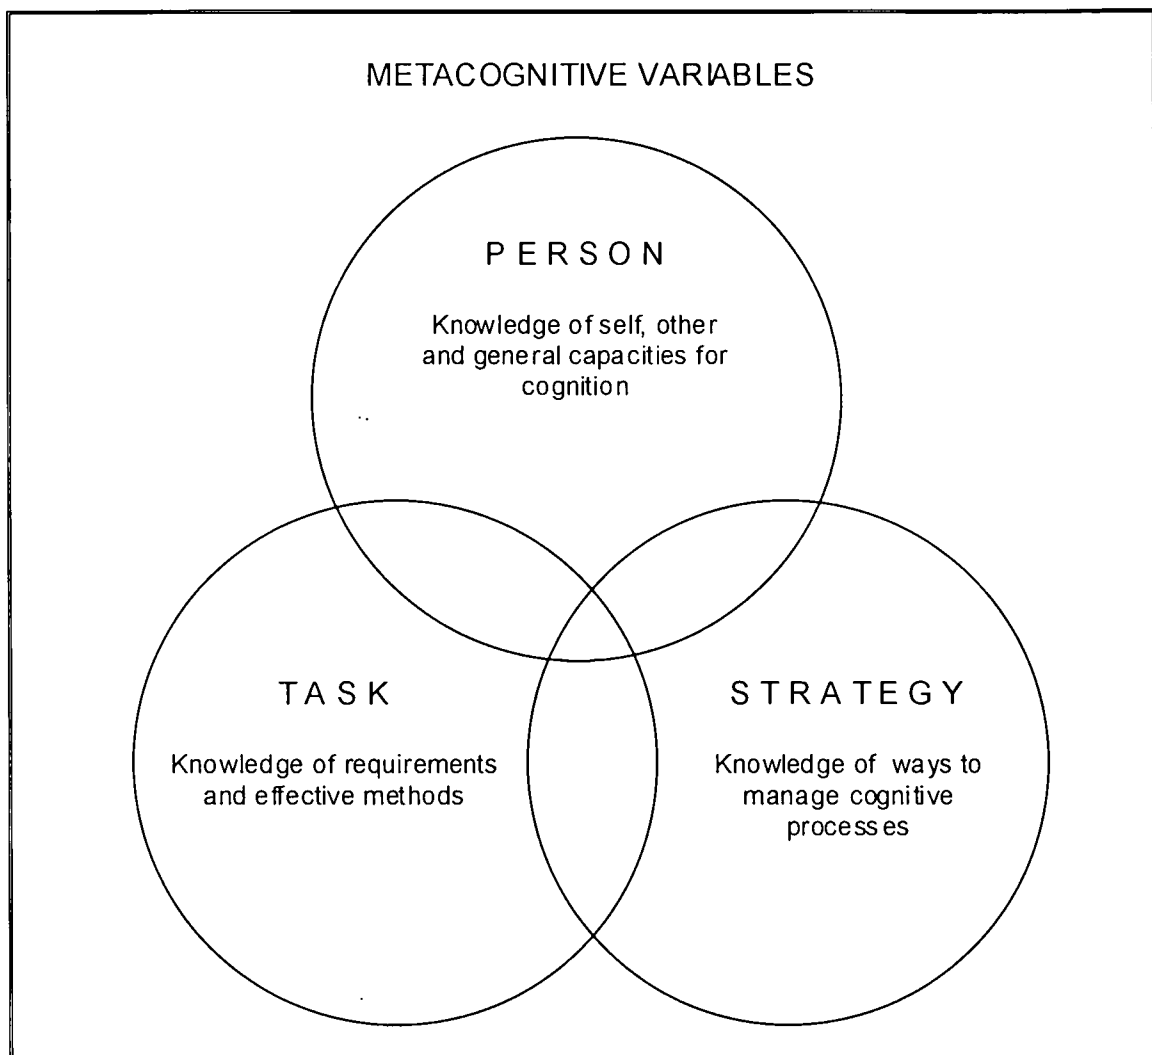 METACOGNITIVE VARIABLES
PERSON
Knowledge of self, other
and general capacities for
cognition
TASK
Knowledge of requirements
and effective methods
STRATEGY
Knowledge of ways to
manage cognitive
processes